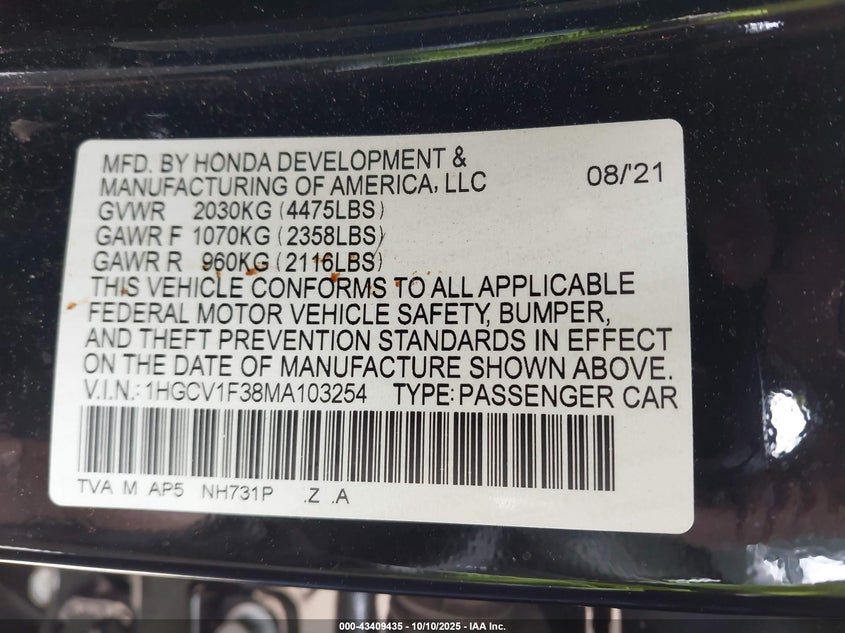 MFD. BY HONDA DEVELOPMENT &
MANUFACTURING OF AMERICA, LLC 08/'21
GVWR 2030KG (4475LBS)
GAWR F 1070KG (2358LBS)
GAWR R 960KG (2116LBS)
THIS VEHICLE CONFORMS TO ALL APPLICABLE
FEDERAL MOTOR VEHICLE SAFETY, BUMPER,
AND THEFT PREVENTION STANDARDS IN EFFECT
ON THE DATE OF MANUFACTURE SHOWN ABOVE.
V.I.N.: 1HGCV1F38MA103254 TYPE: PASSENGER CAR
TVA M AP5 NH731P .Z .A
000-43409435 - 10/10/2025 - IAA Inc.